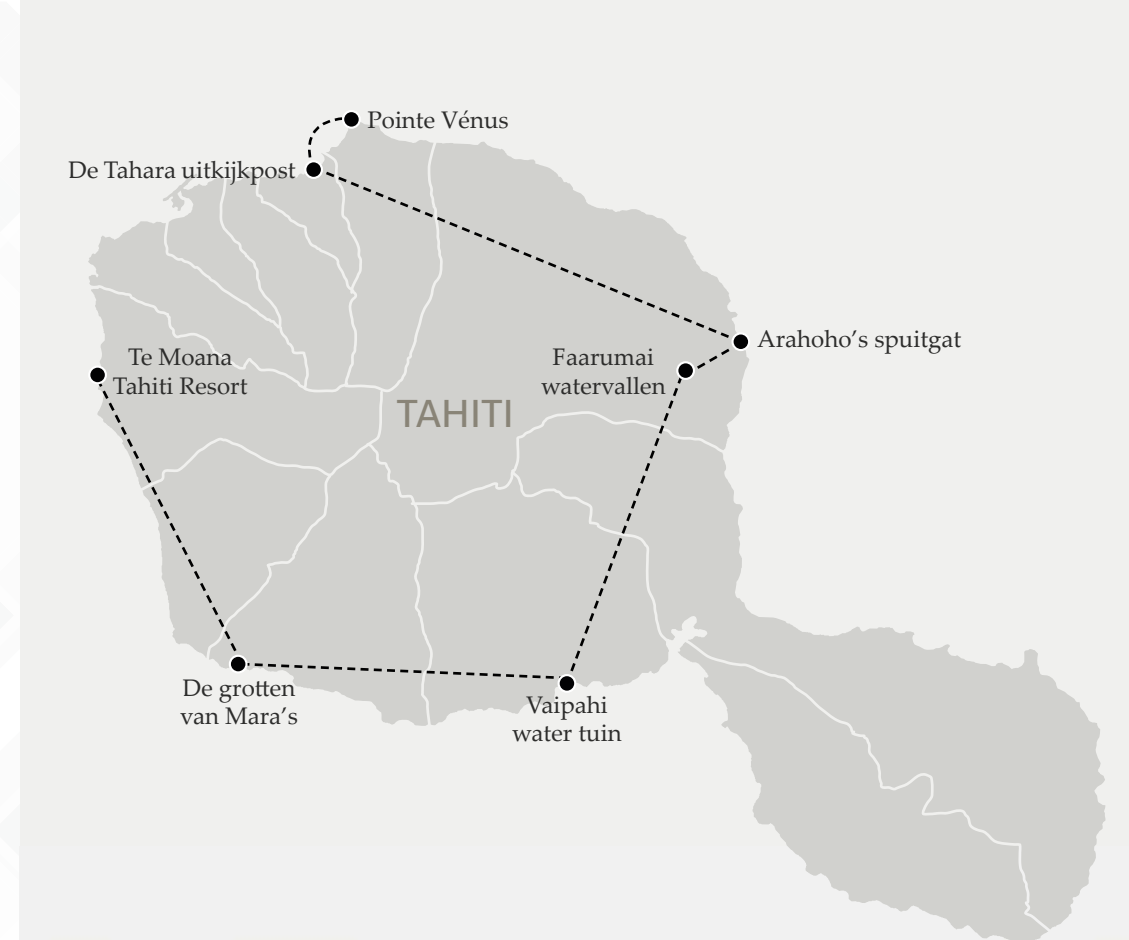 Pointe Vénus
De Tahara uitkijkpost
Arahoho’s spuitgat
Te Moana
Tahiti Resort
Faarumai
watervallen
TAHITI
De grotten
van Mara’s
Vaipahi
water tuin